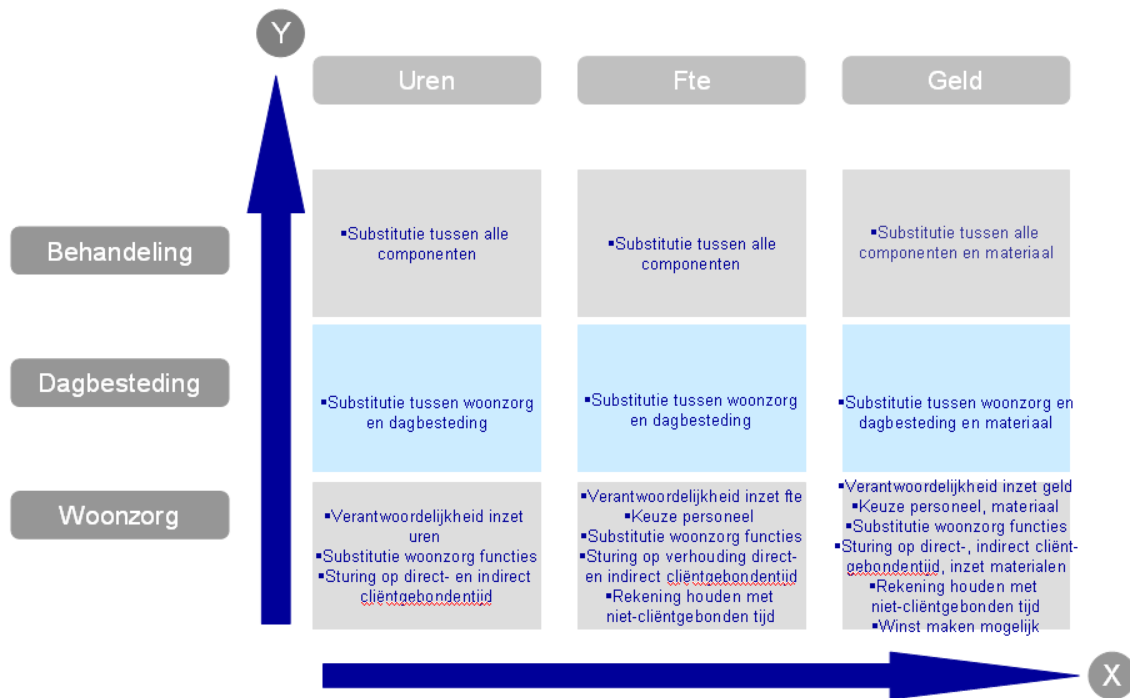 Y
Uren
Fte
Geld
Behandeling
▪Substitutie tussen alle
componenten
▪Substitutie tussen alle
componenten
▪Substitutie tussen alle
componenten en materiaal
Dagbesteding
▪Substitutie tussen woonzorg
en dagbesteding
▪Substitutie tussen woonzorg
en dagbesteding
▪Substitutie tussen woonzorg en
dagbesteding en materiaal
Woonzorg
▪Verantwoordelijkheid inzet
uren
▪Substitutie woonzorg functies
▪Sturing op direct- en indirect
cliëntgebondentijd
▪Verantwoordelijkheid inzet fte
▪Keuze personeel
▪Substitutie woonzorg functies
▪Sturing op verhouding direct-
en indirect cliëntgebondentijd
▪Rekening houden met
niet-cliëntgebonden tijd
▪Verantwoordelijkheid inzet geld
▪Keuze personeel, materiaal
▪Substitutie woonzorg functies
▪Sturing op direct-, indirect cliënt-
gebondentijd, inzet materialen
▪Rekening houden met
niet-cliëntgebonden tijd
▪Winst maken mogelijk
X